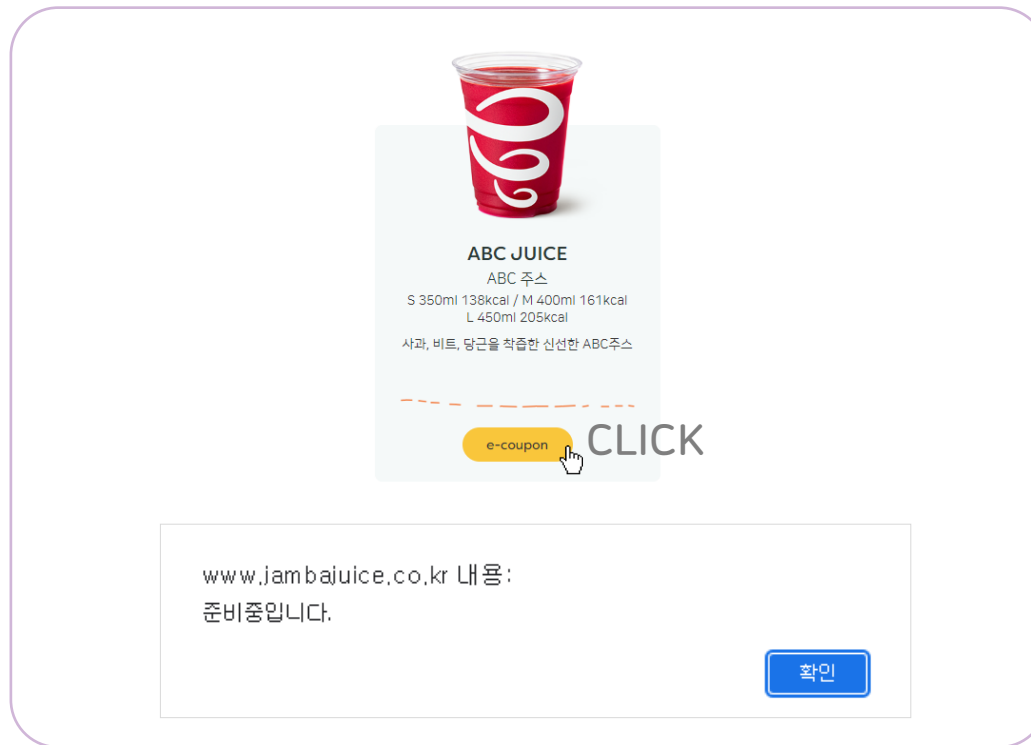 ABC JUICE
ABC 주스
S 350ml 138kcal / M 400ml 161kcal
L 450ml 205kcal
사과, 비트, 당근을 착즙한 신선한 ABC주스
e-coupon
CLICK
www.jambajuice.co.kr 내용:
준비중입니다.
확인